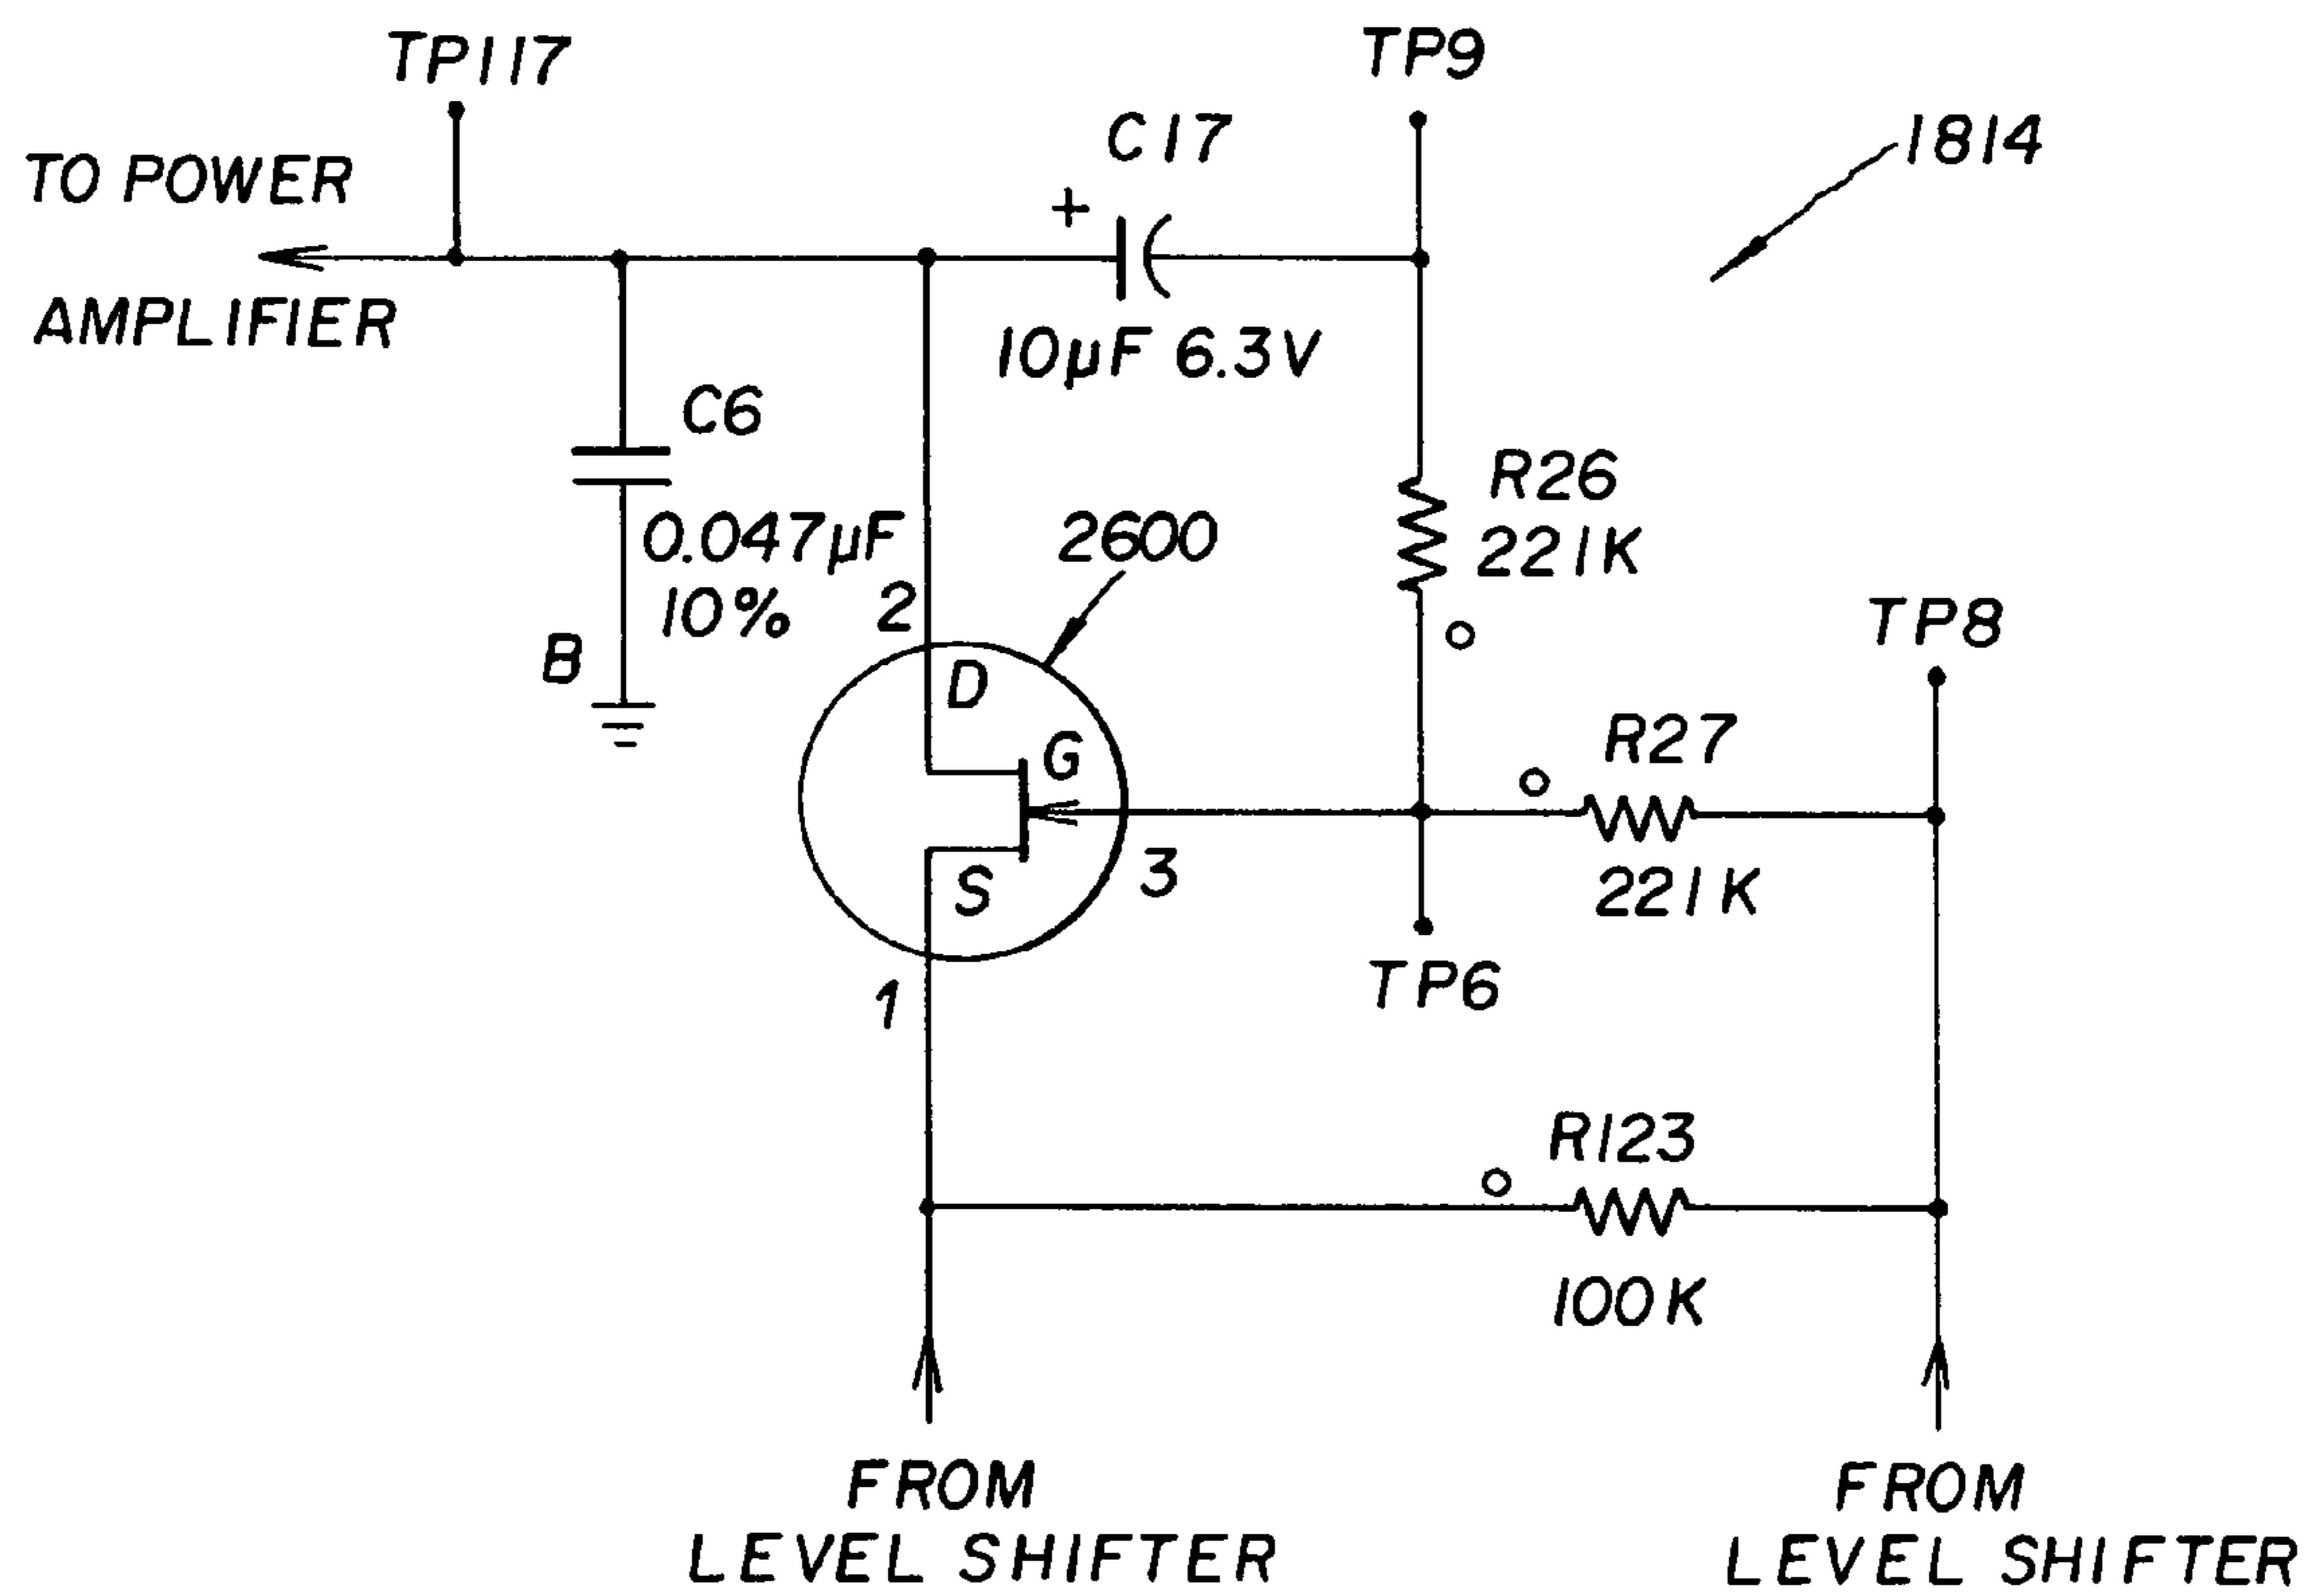 TP117
TP9
C17
1814
TO POWER
+
AMPLIFIER
10µF 6.3V
C6
R26
0.047µF
2600
221K
10%
2
TP8
B
D
R27
G
S
3
221K
TP6
1
R123
100K
FROM
LEVEL SHIFTER
FROM
LEVEL SHIFTER